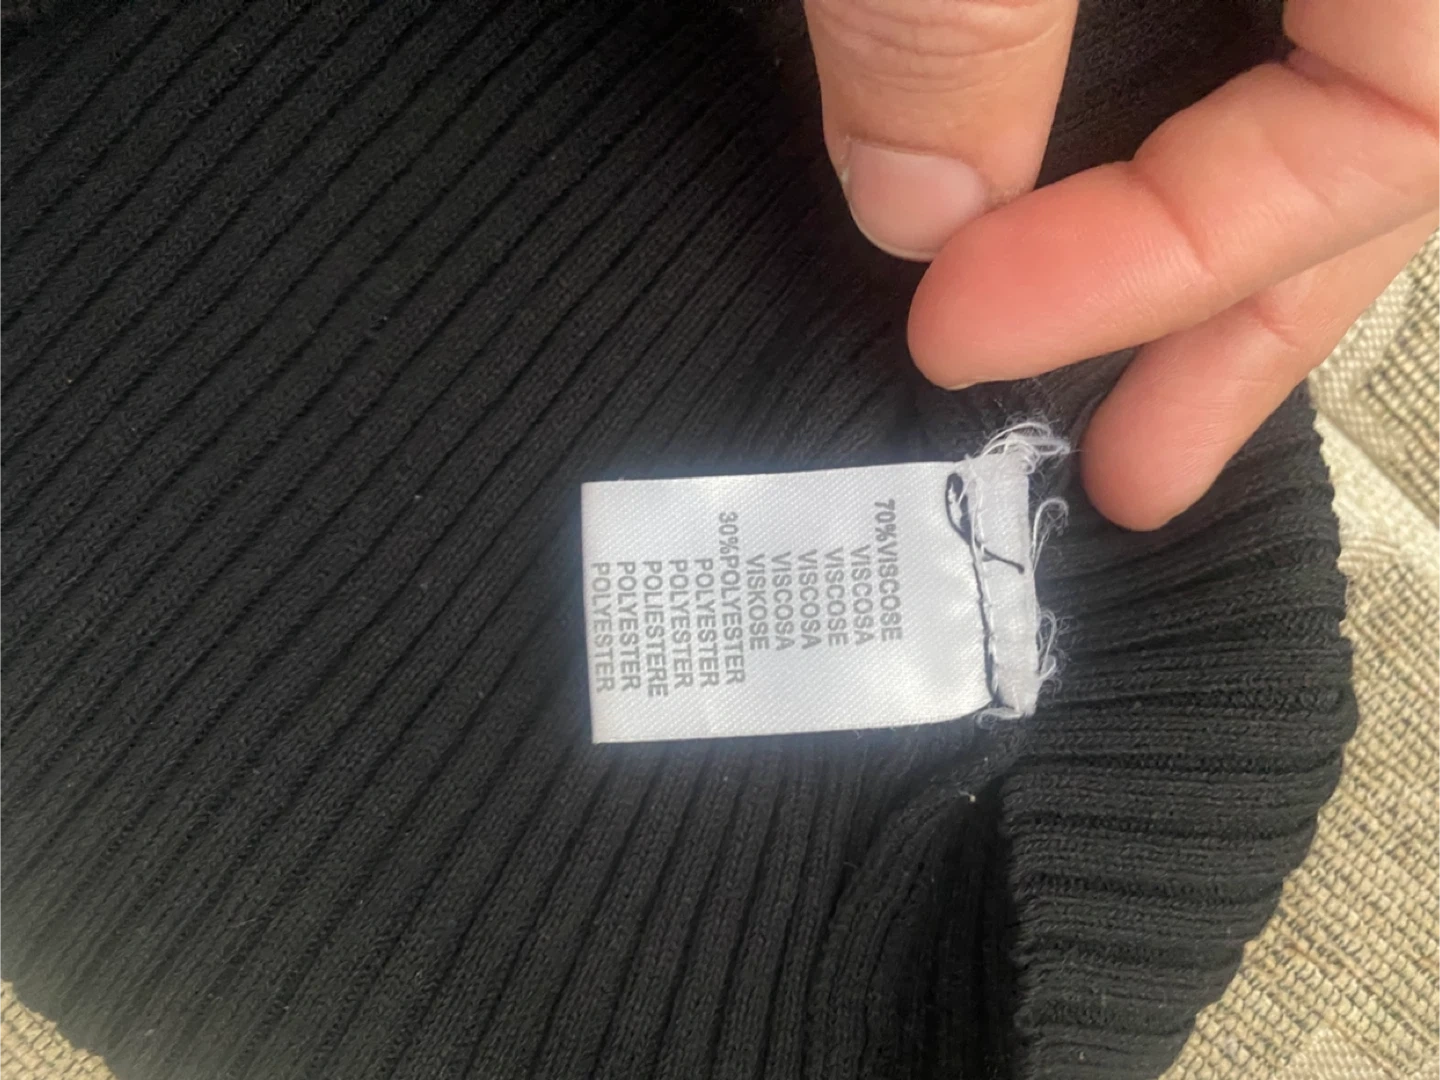 70%VISCOSE
VISCOSA
VISCOSE
VISCOSA
VISCOSA
VISKOSE
30%POLYESTER
POLYESTER
POLYESTER
POLIESTERE
POLYESTER
POLYESTER